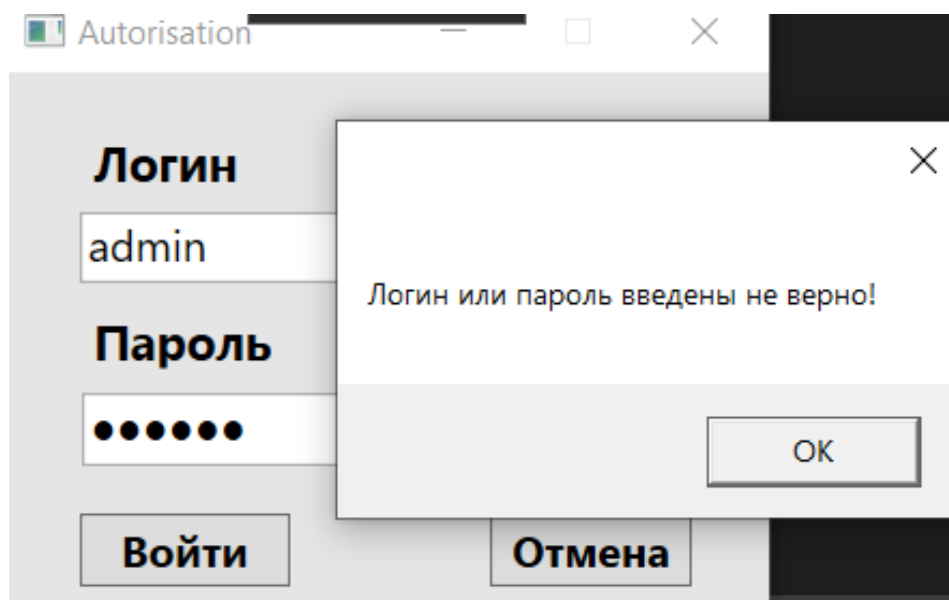 Autorisation
Логин
admin
Логин или пароль введены не верно!
Пароль
••••••
OK
Войти
Отмена